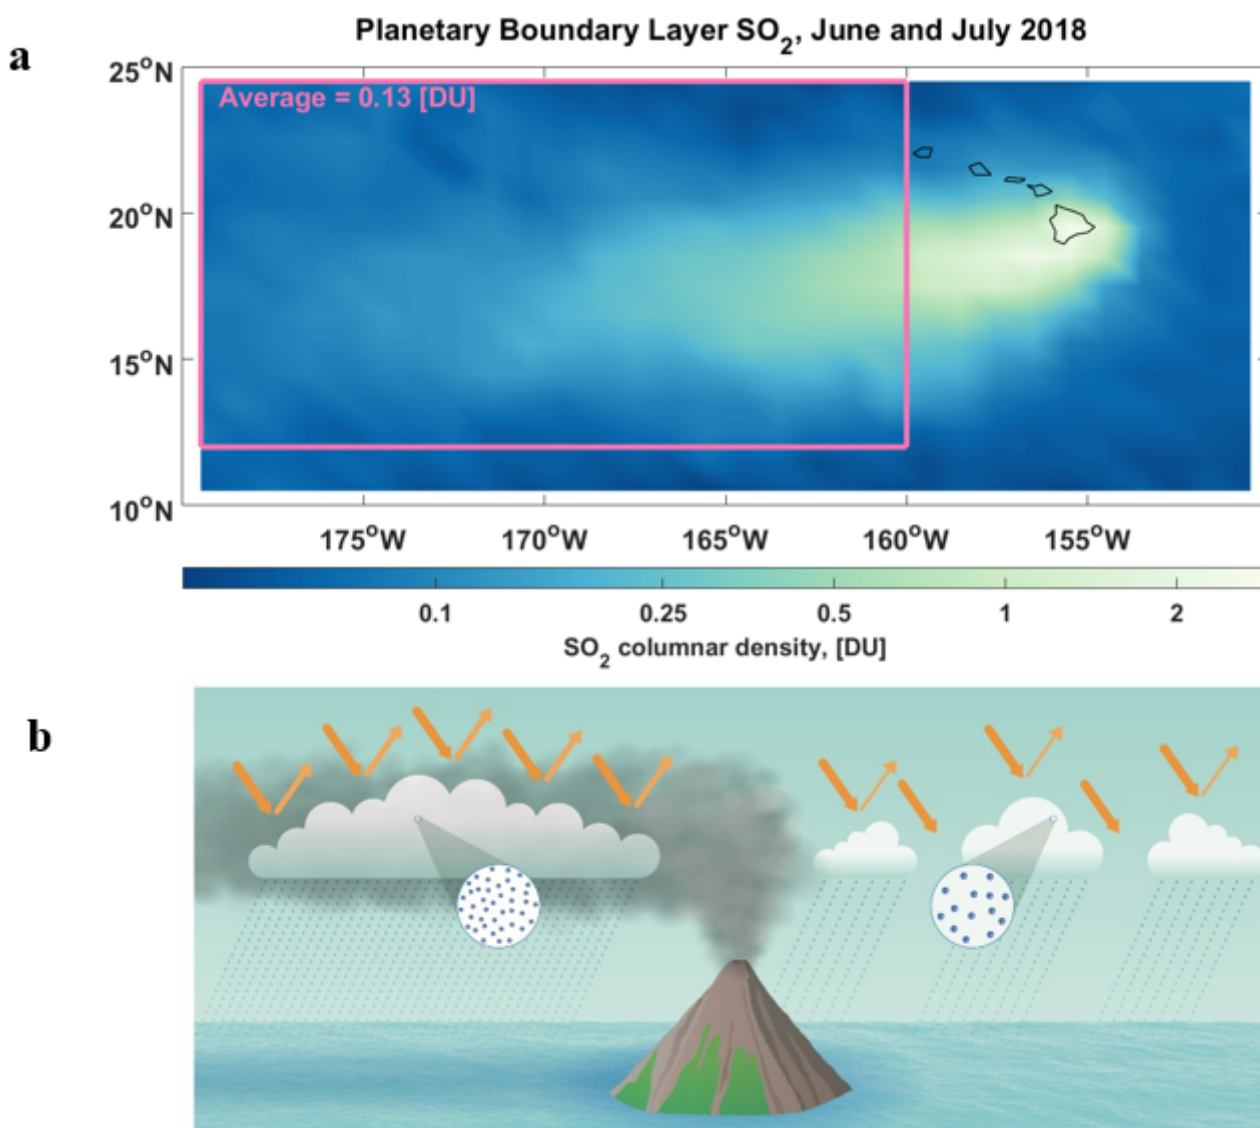 a
Planetary Boundary Layer SO2, June and July 2018
25°N
Average = 0.13 [DU]
20°N
15°N
10°N
175°W 170°W 165°W 160°W 155°W
0.1 0.25 0.5 1 2
SO2 columnar density, [DU]
b